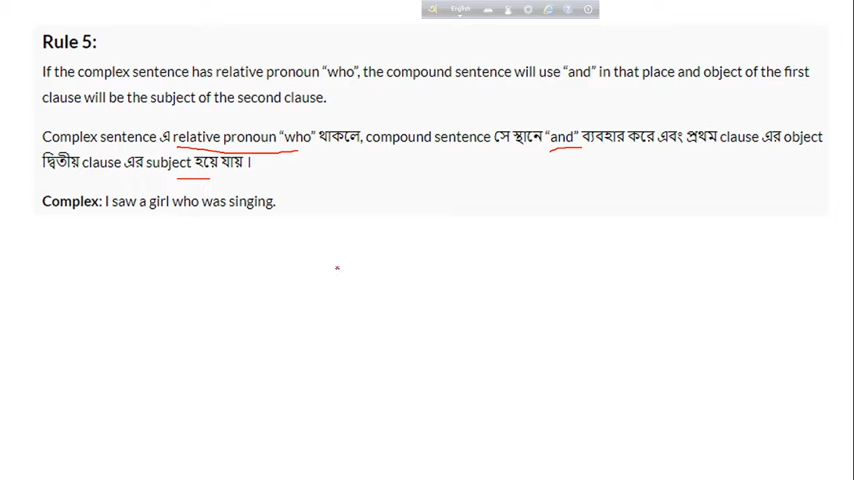 English
Rule 5:
If the complex sentence has relative pronoun “who”, the compound sentence will use “and” in that place and object of the first
clause will be the subject of the second clause.
Complex sentence এ relative pronoun “who” থাকলে, compound sentence সে স্থানে “and” ব্যবহার করে এবং প্রথম clause এর object
দ্বিতীয় clause এর subject হয়ে যায় ।
Complex: I saw a girl who was singing.